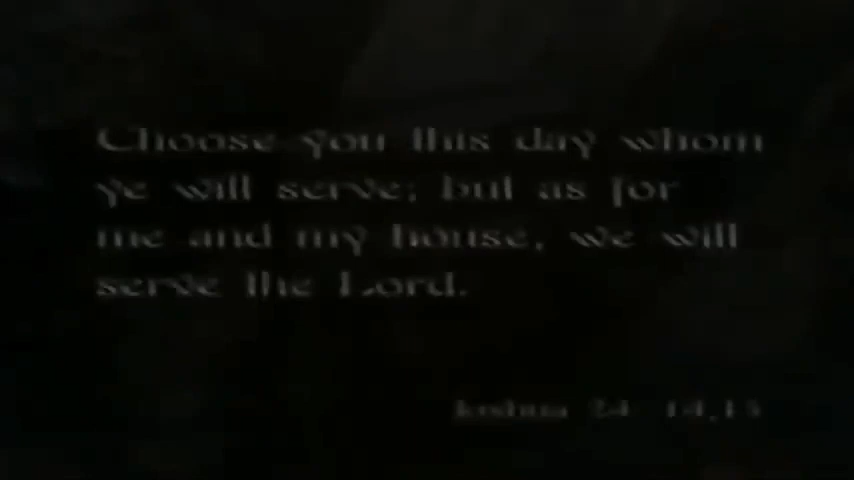 Choose you this day whom
ye will serve; but as for
me and my house, we will
serve the Lord.
Joshua 24: 14,15